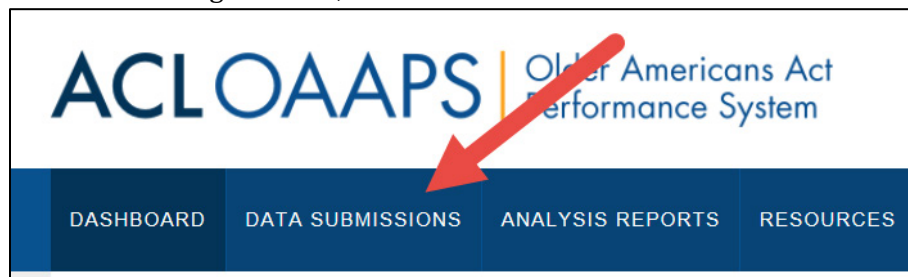 ACL OAAPS Older Americans Act
Performance System
DASHBOARD DATA SUBMISSIONS ANALYSIS REPORTS RESOURCES